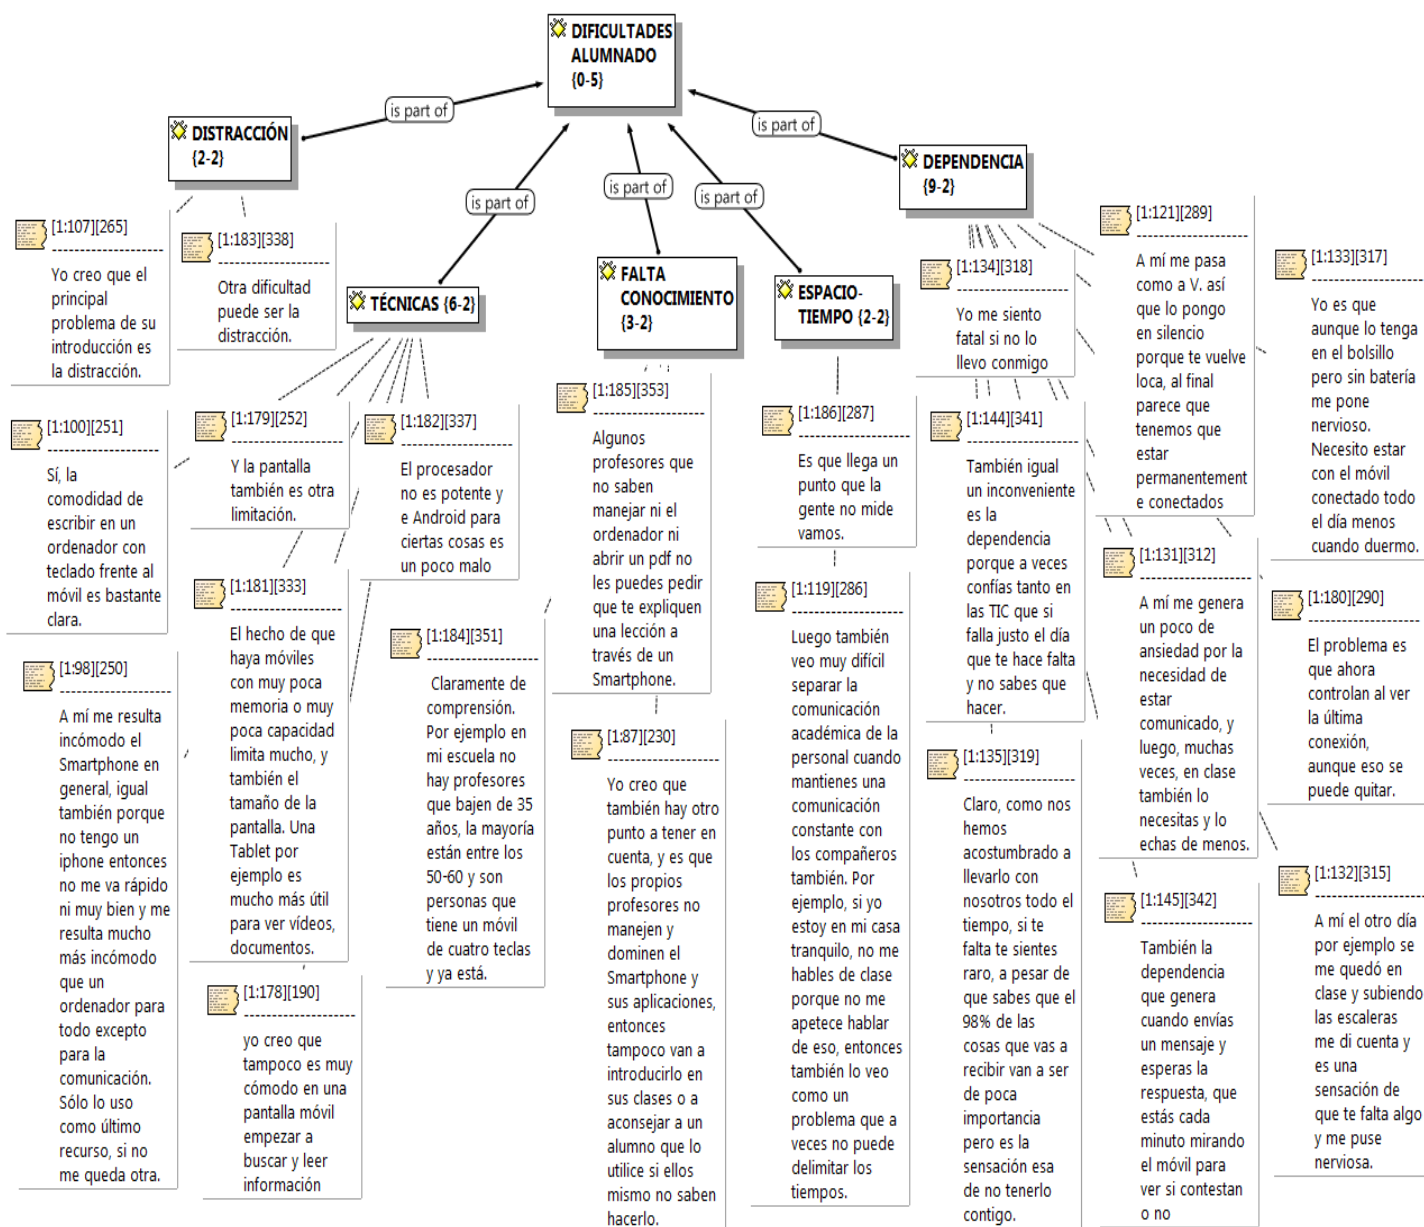 DIFICULTADES
ALUMNADO
{0-5}
is part of
is part of
is part of
is part of
is part of
DISTRACCIÓN
{2-2}
TÉCNICAS {6-2}
FALTA
CONOCIMIENTO
{3-2}
ESPACIO-
TIEMPO {2-2}
DEPENDENCIA
{9-2}
[1:107][265]
Yo creo que el
principal
problema de su
introducción es
la distracción.
[1:183][338]
Otra dificultad
puede ser la
distracción.
[1:100][251]
Sí, la
comodidad de
escribir en un
ordenador con
teclado frente al
móvil es bastante
clara.
[1:179][252]
Y la pantalla
también es otra
limitación.
[1:182][337]
El procesador
no es potente y
e Android para
ciertas cosas es
un poco malo
[1:98][250]
A mí me resulta
incómodo el
Smartphone en
general, igual
también porque
no tengo un
iphone entonces
no me va rápido
ni muy bien y me
resulta mucho
más incómodo
que un
ordenador para
todo excepto
para la
comunicación.
Sólo lo uso
como último
recurso, si no
me queda otra.
[1:181][333]
El hecho de que
haya móviles
con muy poca
memoria o muy
poca capacidad
limita mucho, y
también el
tamaño de la
pantalla. Una
Tablet por
ejemplo es
mucho más útil
para ver vídeos,
documentos.
[1:178][190]
yo creo que
tampoco es muy
cómodo en una
pantalla móvil
empezar a
buscar y leer
información
[1:184][351]
Claramente de
comprensión.
Por ejemplo en
mi escuela no
hay profesores
que bajen de 35
años, la mayoría
están entre los
50-60 y son
personas que
tiene un móvil
de cuatro teclas
y ya está.
[1:185][353]
Algunos
profesores que
no saben
manejar ni el
ordenador ni
abrir un pdf no
les puedes pedir
que te expliquen
una lección a
través de un
Smartphone.
[1:87][230]
Yo creo que
también hay otro
punto a tener en
cuenta, y es que
los propios
profesores no
manejen y
dominen el
Smartphone y
sus aplicaciones,
entonces
tampoco van a
introducirlo en
sus clases o a
aconsejar a un
alumno que lo
utilice si ellos
mismo no saben
hacerlo.
[1:186][287]
Es que llega un
punto que la
gente no mide
vamos.
[1:119][286]
Luego también
veo muy difícil
separar la
comunicación
académica de la
personal cuando
mantienes una
comunicación
constante con
los compañeros
también. Por
ejemplo, si yo
estoy en mi casa
tranquilo, no me
hables de clase
porque no me
apetece hablar
de eso, entonces
también lo veo
como un
problema que a
veces no puede
delimitar los
tiempos.
[1:134][318]
Yo me siento
fatal si no lo
llevo conmigo
[1:144][341]
También igual
un inconveniente
es la
dependencia
porque a veces
confías tanto en
las TIC que si
falla justo el día
que te hace falta
y no sabes que
hacer.
[1:135][319]
Claro, como nos
hemos
acostumbrado a
llevarlo con
nosotros todo el
tiempo, si te
falta te sientes
raro, a pesar de
que sabes que el
98% de las
cosas que vas a
recibir van a ser
de poca
importancia
pero es la
sensación esa
de no tenerlo
contigo.
[1:121][289]
A mí me pasa
como a V. así
que lo pongo
en silencio
porque te vuelve
loca, al final
parece que
tenemos que
estar
permanentement
e conectados
[1:131][312]
A mí me genera
un poco de
ansiedad por la
necesidad de
estar
comunicado, y
luego, muchas
veces, en clase
también lo
necesitas y lo
echas de menos.
[1:145][342]
También la
dependencia
que genera
cuando envías
un mensaje y
esperas la
respuesta, que
estás cada
minuto mirando
el móvil para
ver si contestan
o no
[1:133][317]
Yo es que
aunque lo tenga
en el bolsillo
pero sin batería
me pone
nervioso.
Necesito estar
con el móvil
conectado todo
el día menos
cuando duermo.
[1:180][290]
El problema es
que ahora
controlan al ver
la última
conexión,
aunque eso se
puede quitar.
[1:132][315]
A mí el otro día
por ejemplo se
me quedó en
clase y subiendo
las escaleras
me di cuenta y
es una
sensación de
que te falta algo
y me puse
nerviosa.